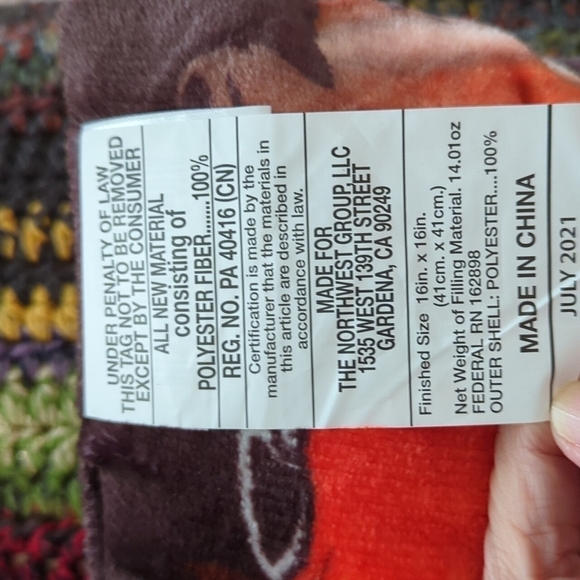 UNDER PENALTY OF LAW
THIS TAG NOT TO BE REMOVED
EXCEPT BY THE CONSUMER
ALL NEW MATERIAL
consisting of
POLYESTER FIBER........100%
REG. NO. PA 40416 (CN)
Certification is made by the
manufacturer that the materials in
this article are described in
accordance with law.
MADE FOR
THE NORTHWEST GROUP, LLC
1535 WEST 139TH STREET
GARDENA, CA 90249
Finished Size 16in. x 16in.
(41cm. x 41cm.)
Net Weight of Filling Material. 14.01oz
FEDERAL RN 162898
OUTER SHELL: POLYESTER....100%
MADE IN CHINA
JULY 2021